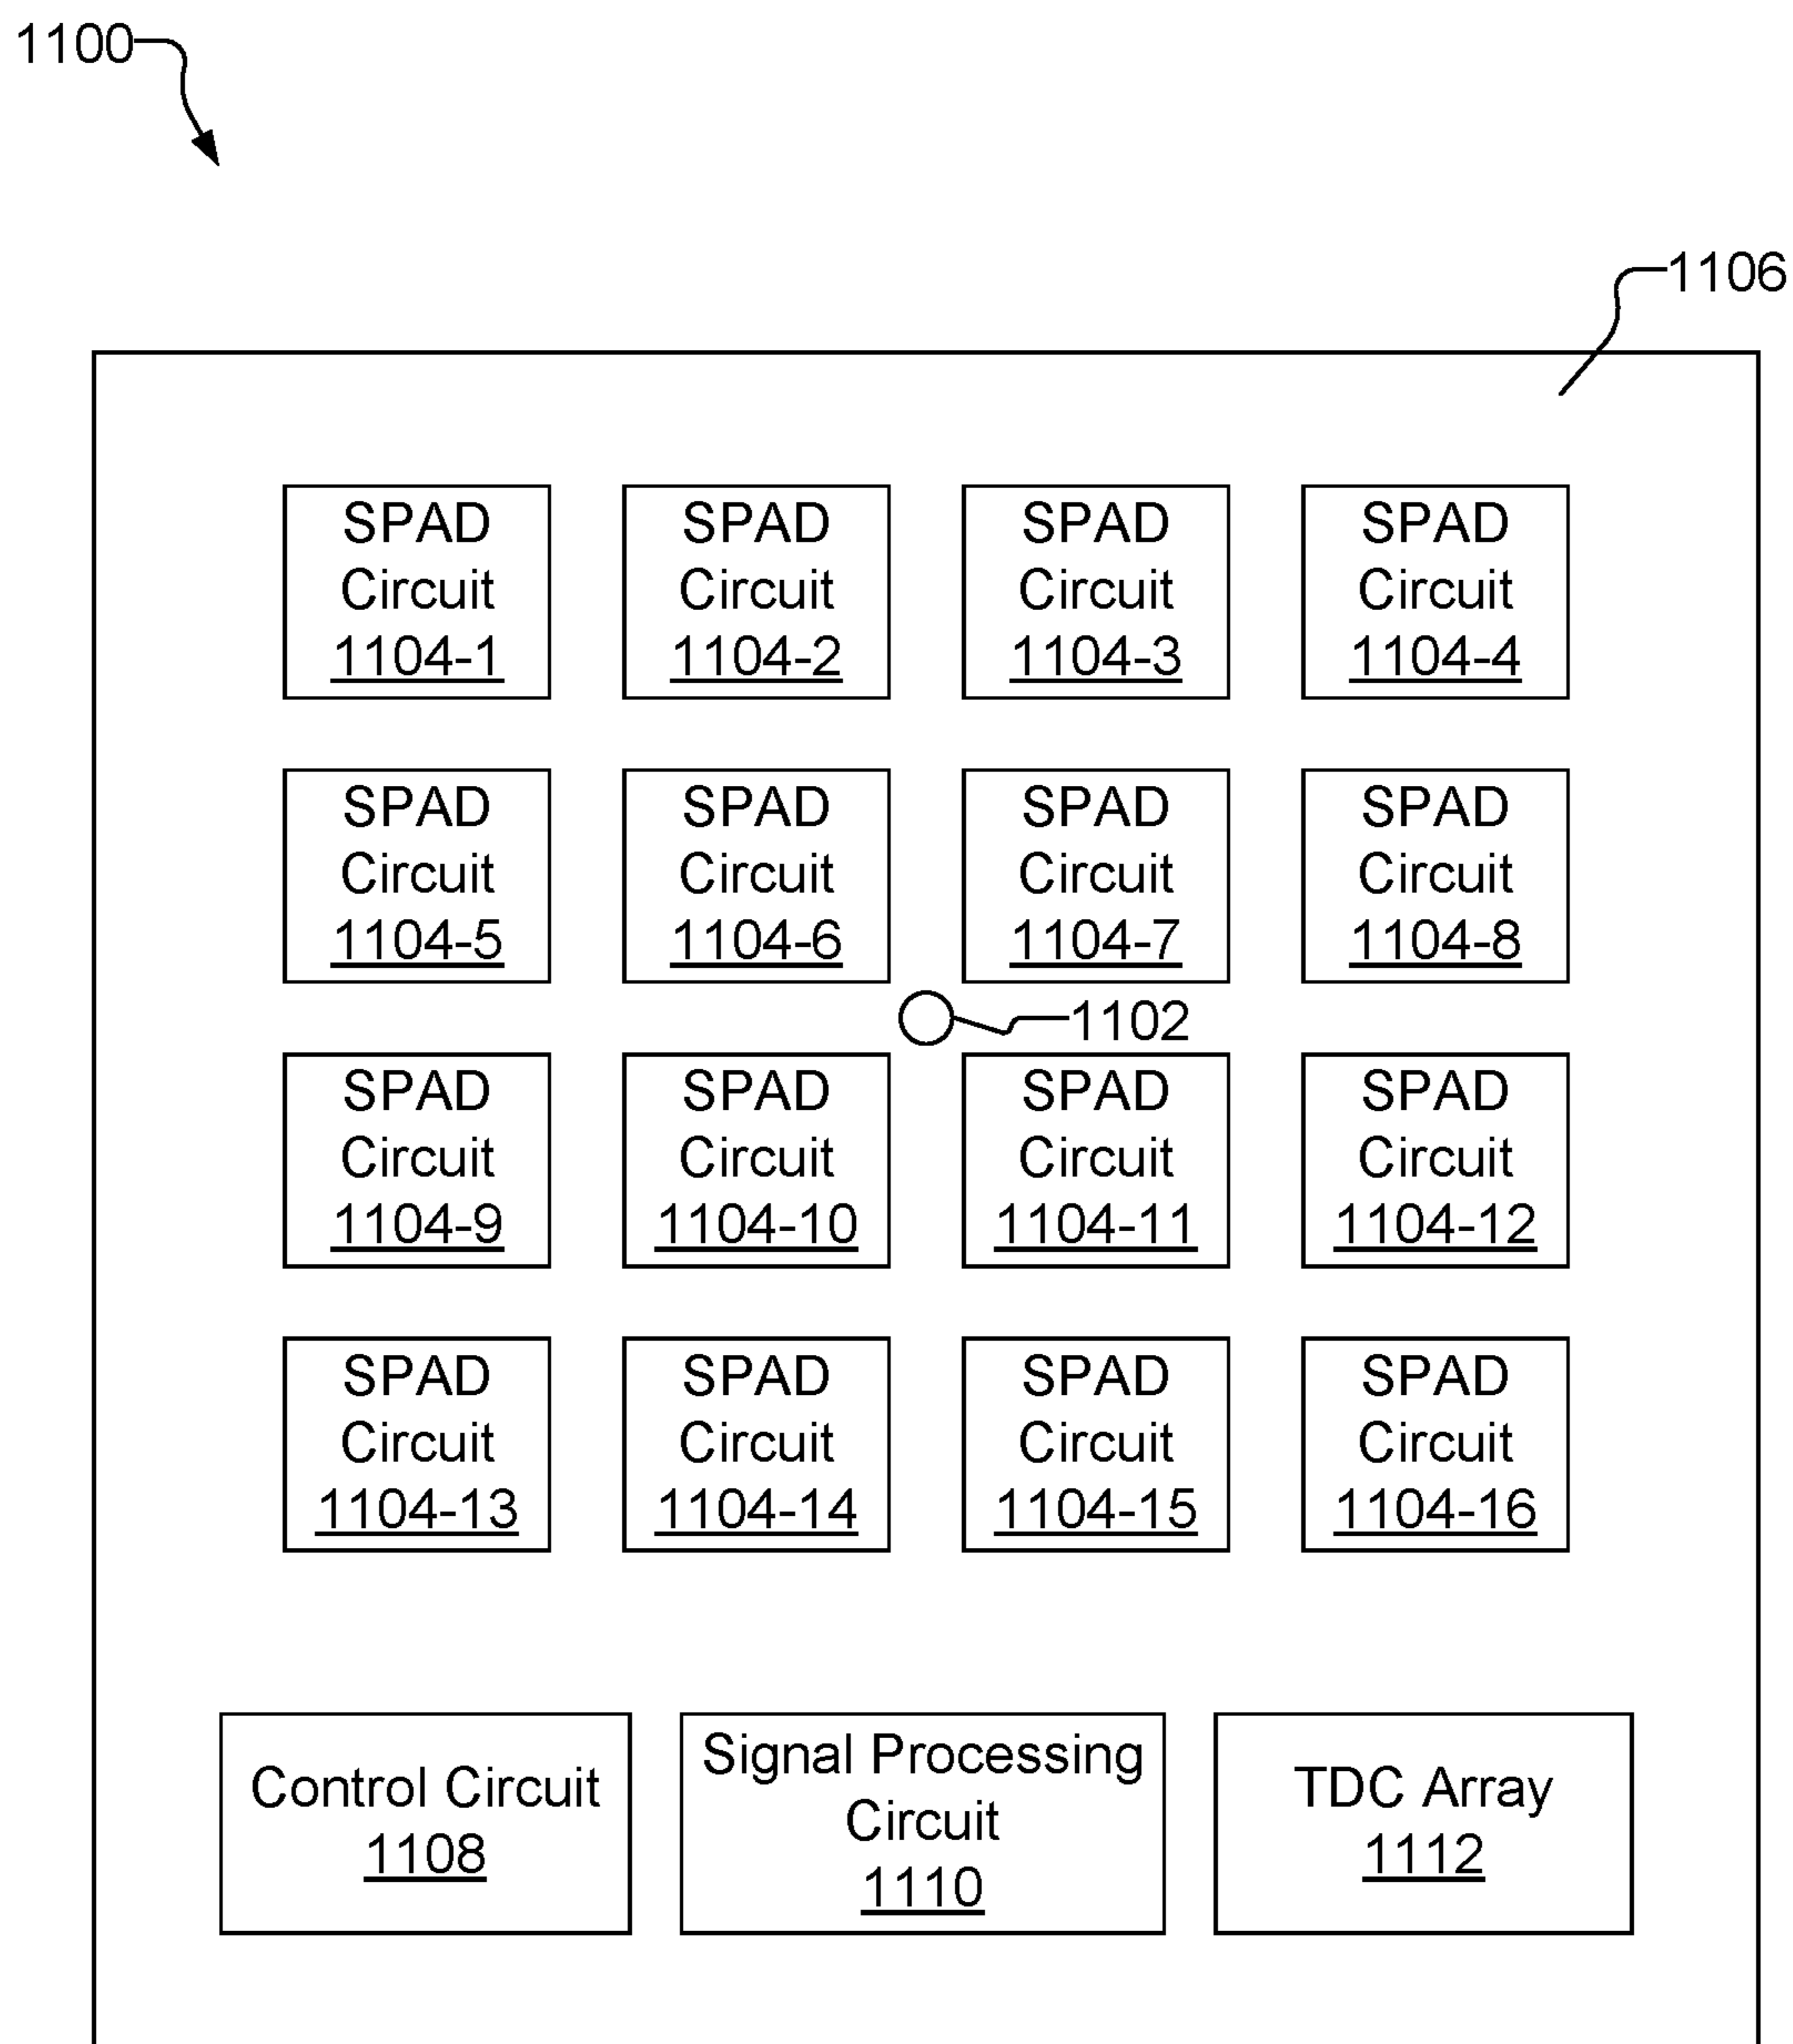 1100
1106
SPAD SPAD SPAD SPAD
Circuit Circuit Circuit Circuit
1104-1 1104-2 1104-3 1104-4
SPAD SPAD SPAD SPAD
Circuit Circuit Circuit Circuit
1104-5 1104-6 1104-7 1104-8
1102
SPAD SPAD SPAD SPAD
Circuit Circuit Circuit Circuit
1104-9 1104-10 1104-11 1104-12
SPAD SPAD SPAD SPAD
Circuit Circuit Circuit Circuit
1104-13 1104-14 1104-15 1104-16
Control Circuit
1108
Signal Processing
Circuit
1110
TDC Array
1112